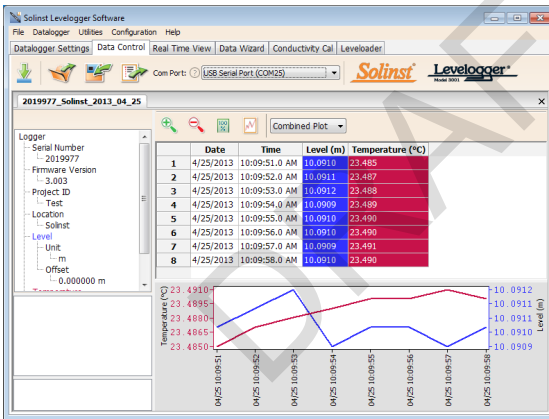 Solinst Levelogger Software
File Datalogger Utilities Configuration Help
Datalogger Settings Data Control Real Time View Data Wizard Conductivity Cal Leveloader
Com Port: ? USB Serial Port (COM25) Solinst® Levelogger®
Model 3001
2019977_Solinst_2013_04_25
Combined Plot
Logger
Serial Number
2019977
Firmware Version
3.003
Project ID
Test
Location
Solinst
Level
Unit
m
Offset
0.000000 m
Temperature
Date Time Level (m) Temperature (°C)
1 4/25/2013 10:09:51.0 AM 10.0910 23.485
2 4/25/2013 10:09:52.0 AM 10.0911 23.487
3 4/25/2013 10:09:53.0 AM 10.0912 23.488
4 4/25/2013 10:09:54.0 AM 10.0909 23.489
5 4/25/2013 10:09:55.0 AM 10.0910 23.490
6 4/25/2013 10:09:56.0 AM 10.0910 23.490
7 4/25/2013 10:09:57.0 AM 10.0909 23.491
8 4/25/2013 10:09:58.0 AM 10.0910 23.490
Temperature (°C)
23.4910
23.4895
23.4880
23.4865
23.4850
10.0912
10.0911
10.0911
10.0910
10.0909
Level (m)
04/25 10:09:51
04/25 10:09:52
04/25 10:09:53
04/25 10:09:54
04/25 10:09:55
04/25 10:09:56
04/25 10:09:57
04/25 10:09:58
DRAF